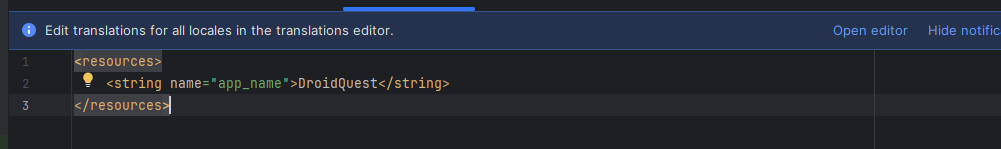 Edit translations for all locales in the translations editor. Open editor Hide notific
1 <resources>
2 <string name="app_name">DroidQuest</string>
3 </resources>